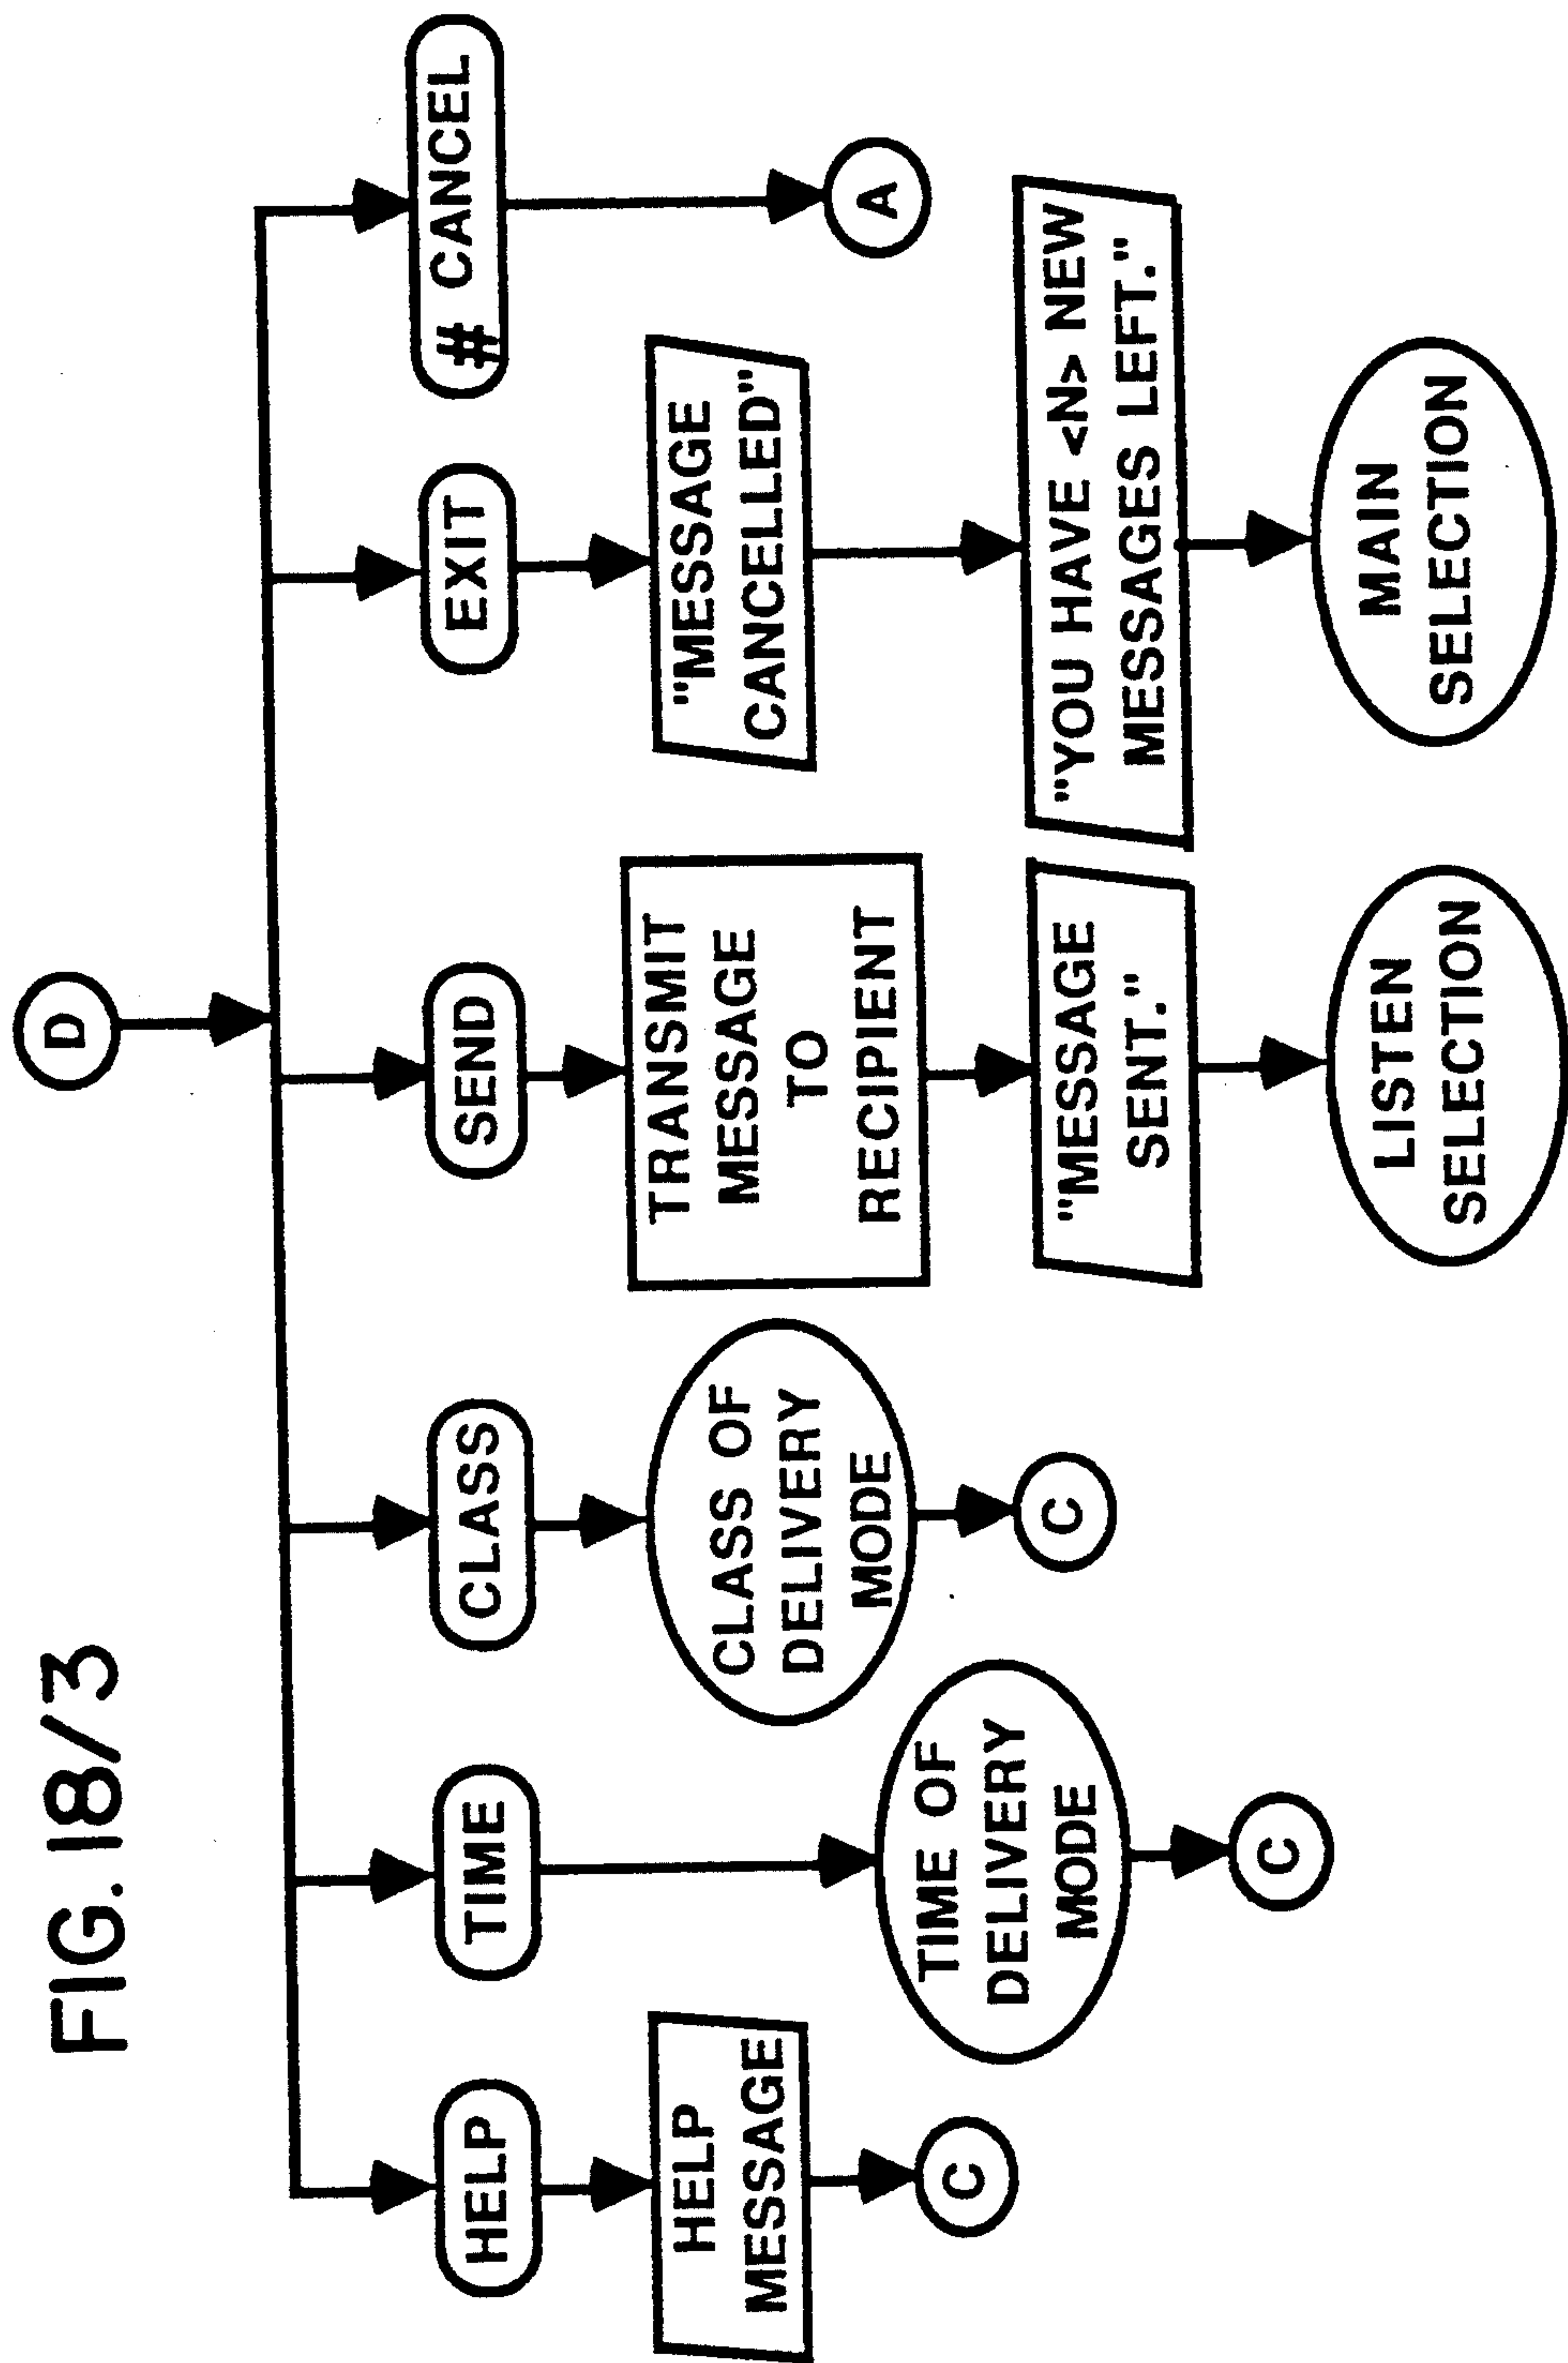 FIG. 18/3
D
HELP
TIME
CLASS
SEND
EXIT
# CANCEL
HELP
MESSAGE
C
TIME OF
DELIVERY
MODE
C
CLASS OF
DELIVERY
MODE
C
TRANSMIT
MESSAGE
TO
RECIPIENT
"MESSAGE
SENT."
LISTEN
SELECTION
"MESSAGE
CANCELLED"
"YOU HAVE <N> NEW
MESSAGES LEFT."
MAIN
SELECTION
A